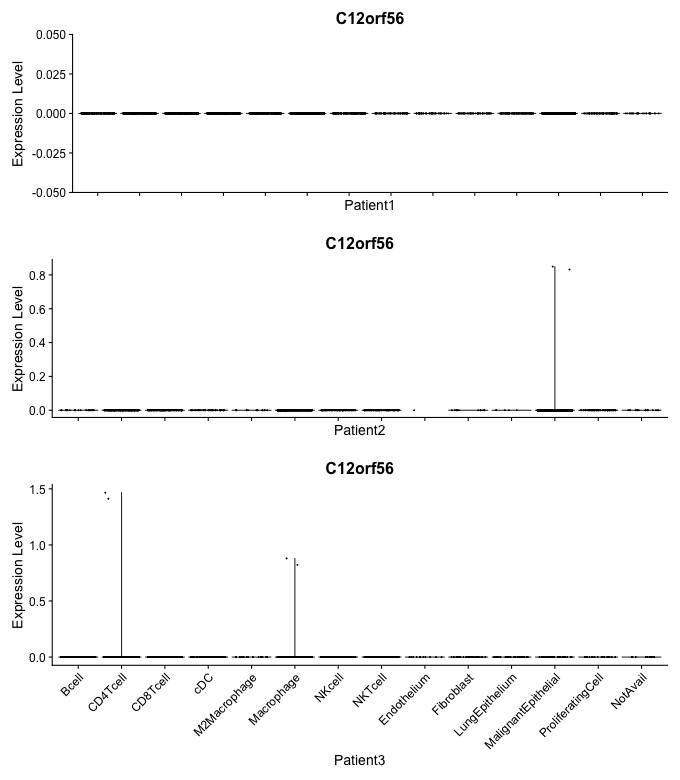 C12orf56
Expression Level
0.050
0.025
0.000
-0.025
-0.050
Patient1
C12orf56
Expression Level
0.8
0.6
0.4
0.2
0.0
Patient2
C12orf56
Expression Level
1.5
1.0
0.5
0.0
Bcell
CD4Tcell
CD8Tcell
cDC
M2Macrophage
Macrophage
NKcell
NKTcell
Endothelium
Fibroblast
LungEpithelium
MalignantEpithelial
ProliferatingCell
NotAvail
Patient3